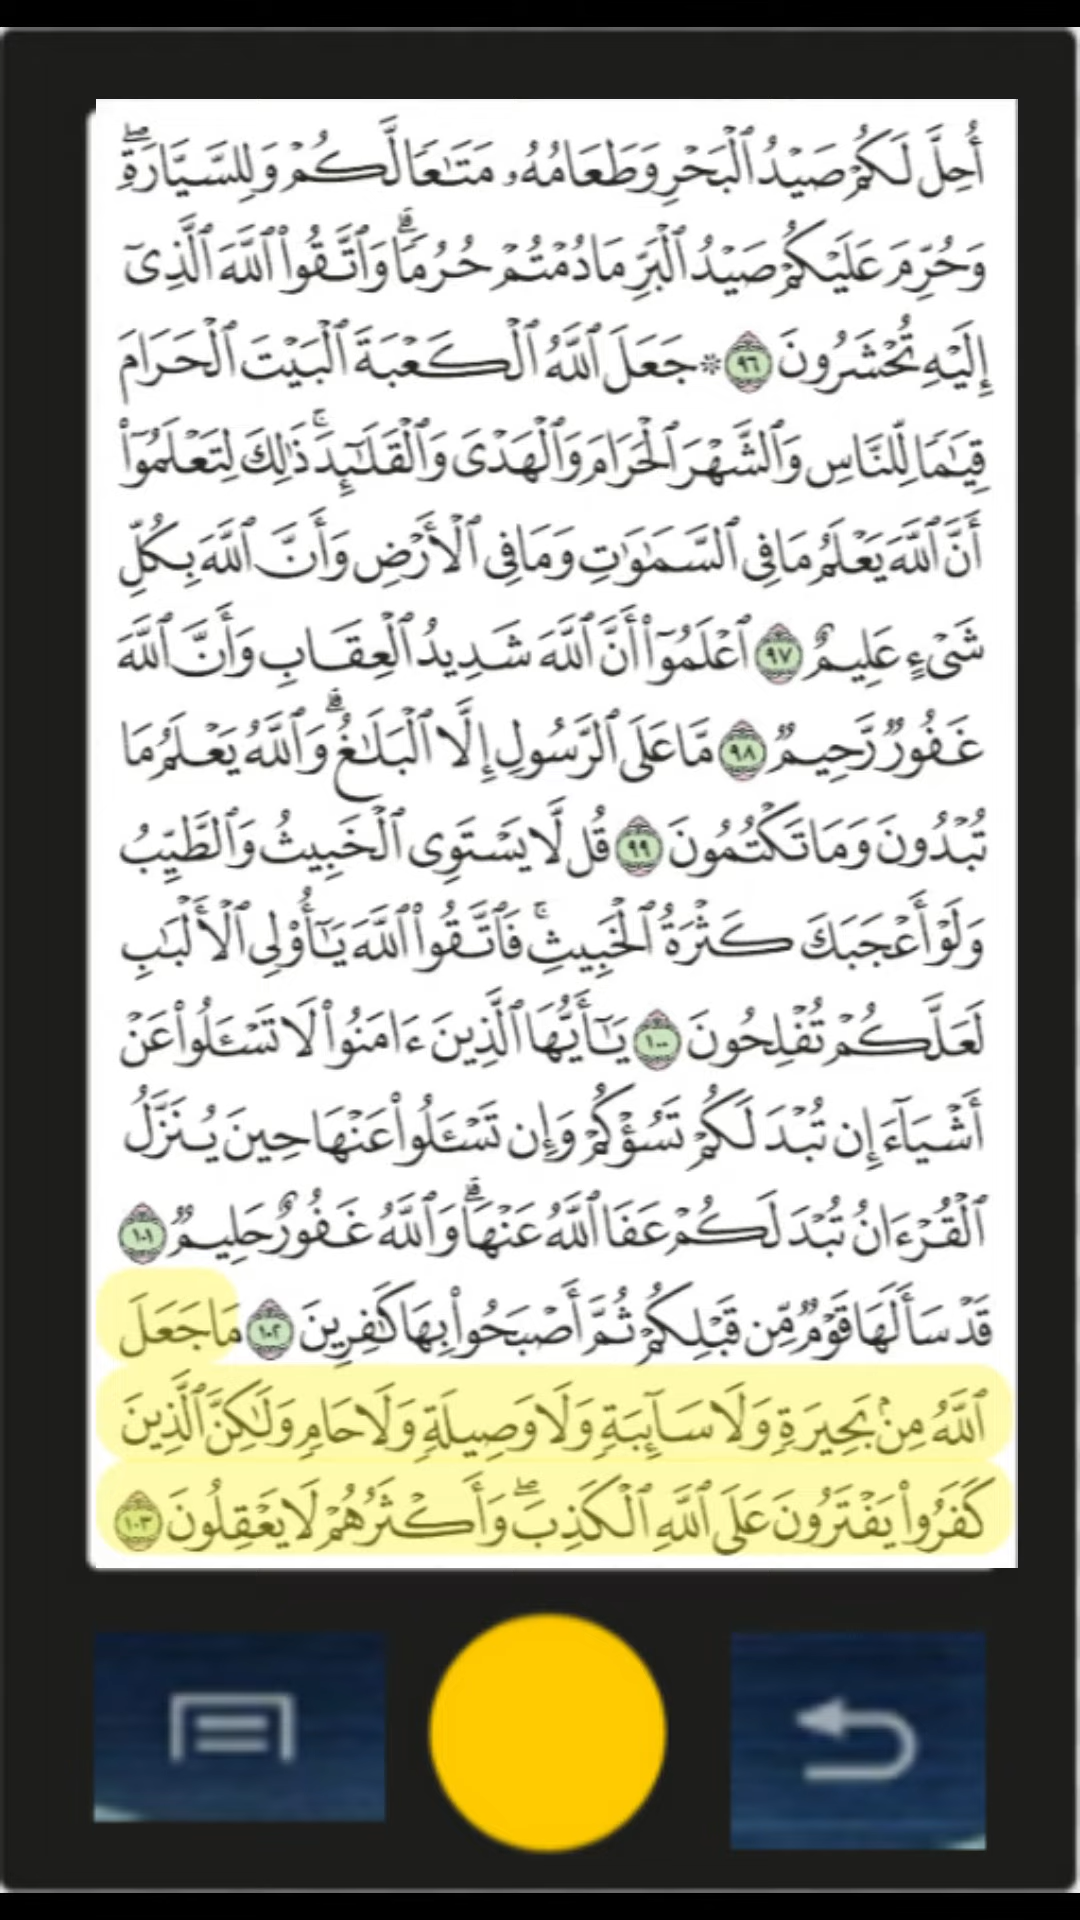 أُحِلَّ لَكُمْ صَيْدُ ٱلْبَحْرِ وَطَعَامُهُۥ مَتَٰعًا لَّكُمْ وَلِلسَّيَّارَةِۖ
وَحُرِّمَ عَلَيْكُمْ صَيْدُ ٱلْبَرِّ مَا دُمْتُمْ حُرُمًاۗ وَٱتَّقُوا۟ ٱللَّهَ ٱلَّذِىٓ
إِلَيْهِ تُحْشَرُونَ ٩٦ ۞ جَعَلَ ٱللَّهُ ٱلْكَعْبَةَ ٱلْبَيْتَ ٱلْحَرَامَ
قِيَٰمًا لِّلنَّاسِ وَٱلشَّهْرَ ٱلْحَرَامَ وَٱلْهَدْىَ وَٱلْقَلَٰٓئِدَۚ ذَٰلِكَ لِتَعْلَمُوٓا۟
أَنَّ ٱللَّهَ يَعْلَمُ مَا فِى ٱلسَّمَٰوَٰتِ وَمَا فِى ٱلْأَرْضِ وَأَنَّ ٱللَّهَ بِكُلِّ
شَىْءٍ عَلِيمٌ ٩٧ ٱعْلَمُوٓا۟ أَنَّ ٱللَّهَ شَدِيدُ ٱلْعِقَابِ وَأَنَّ ٱللَّهَ
غَفُورٌ رَّحِيمٌ ٩٨ مَّا عَلَى ٱلرَّسُولِ إِلَّا ٱلْبَلَٰغُۗ وَٱللَّهُ يَعْلَمُ مَا
تُبْدُونَ وَمَا تَكْتُمُونَ ٩٩ قُل لَّا يَسْتَوِى ٱلْخَبِيثُ وَٱلطَّيِّبُ
وَلَوْ أَعْجَبَكَ كَثْرَةُ ٱلْخَبِيثِۚ فَٱتَّقُوا۟ ٱللَّهَ يَٰٓأُو۟لِى ٱلْأَلْبَٰبِ
لَعَلَّكُمْ تُفْلِحُونَ ١٠٠ يَٰٓأَيُّهَا ٱلَّذِينَ ءَامَنُوا۟ لَا تَسْـَٔلُوا۟ عَنْ
أَشْيَآءَ إِن تُبْدَ لَكُمْ تَسُؤْكُمْ وَإِن تَسْـَٔلُوا۟ عَنْهَا حِينَ يُنَزَّلُ
ٱلْقُرْءَانُ تُبْدَ لَكُمْ عَفَا ٱللَّهُ عَنْهَاۗ وَٱللَّهُ غَفُورٌ حَلِيمٌ ١٠١
قَدْ سَأَلَهَا قَوْمٌ مِّن قَبْلِكُمْ ثُمَّ أَصْبَحُوا۟ بِهَا كَٰفِرِينَ ١٠٢ مَا جَعَلَ
ٱللَّهُ مِنۢ بَحِيرَةٍ وَلَا سَآئِبَةٍ وَلَا وَصِيلَةٍ وَلَا حَامٍ وَلَٰكِنَّ ٱلَّذِينَ
كَفَرُوا۟ يَفْتَرُونَ عَلَى ٱللَّهِ ٱلْكَذِبَۖ وَأَكْثَرُهُمْ لَا يَعْقِلُونَ ١٠٣